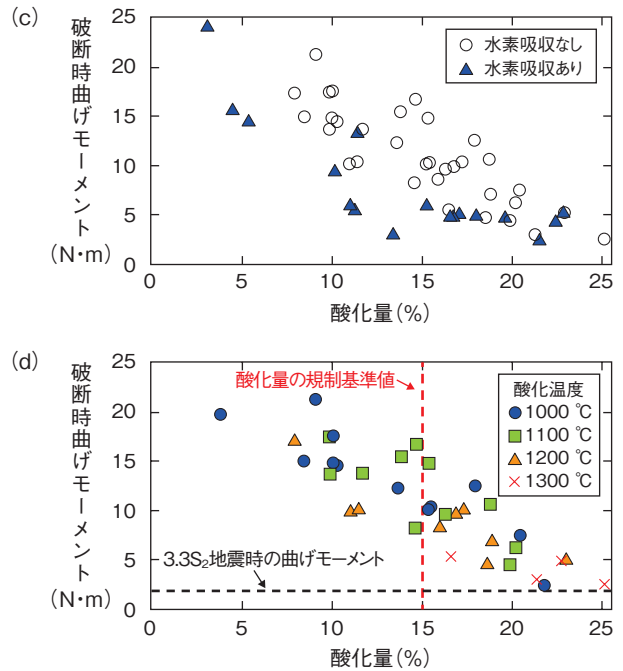 (c)
破断時曲げモーメント
(N・m)
25
20
15
10
5
0
水素吸収なし
水素吸収あり
0 5 10 15 20 25
酸化量(%)
(d)
破断時曲げモーメント
(N・m)
25
20
15
10
5
0
酸化量の規制基準値
酸化温度
1000 ℃
1100 ℃
1200 ℃
1300 ℃
3.3S₂地震時の曲げモーメント
0 5 10 15 20 25
酸化量(%)